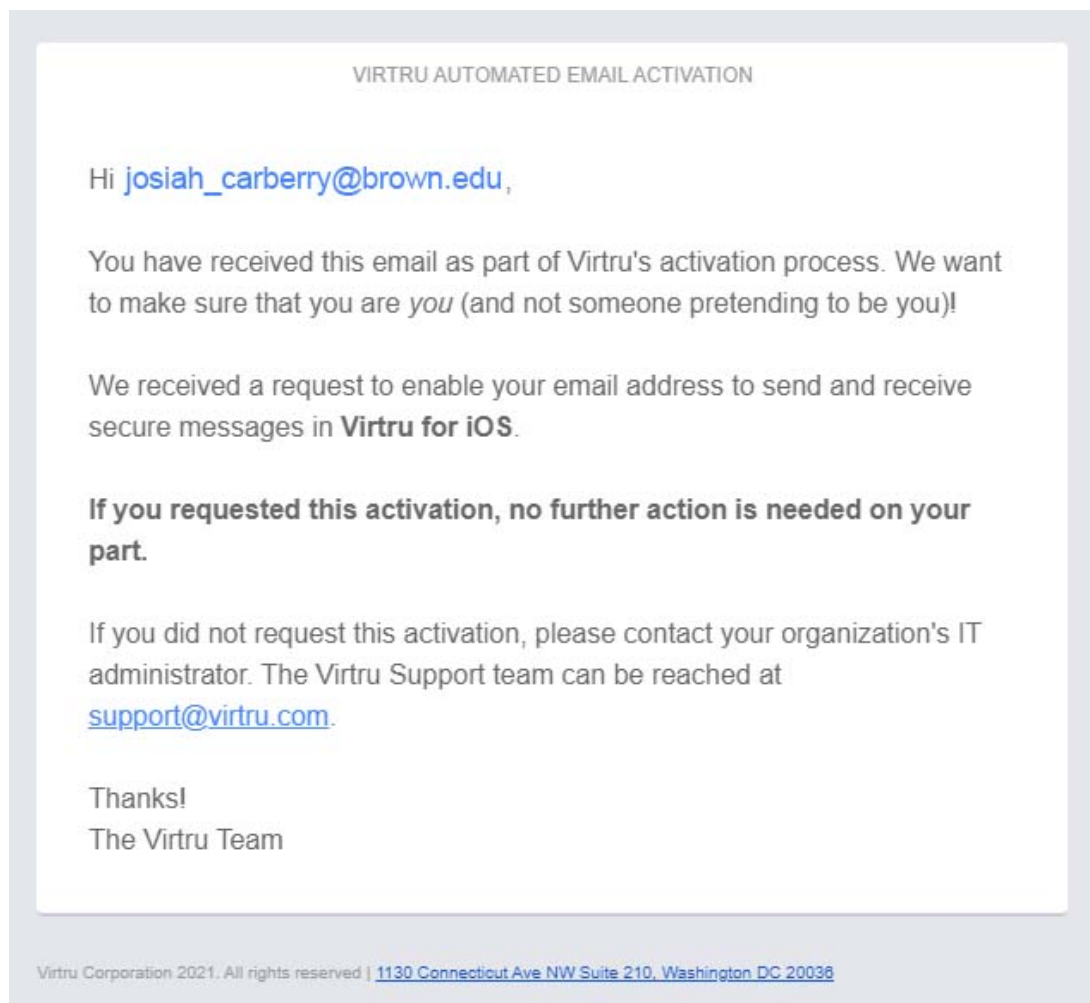 VIRTRU AUTOMATED EMAIL ACTIVATION
Hi josiah_carberry@brown.edu,
You have received this email as part of Virtru's activation process. We want
to make sure that you are you (and not someone pretending to be you)!
We received a request to enable your email address to send and receive
secure messages in Virtru for iOS.
If you requested this activation, no further action is needed on your
part.
If you did not request this activation, please contact your organization's IT
administrator. The Virtru Support team can be reached at
support@virtru.com.
Thanks!
The Virtru Team
Virtru Corporation 2021. All rights reserved | 1130 Connecticut Ave NW Suite 210, Washington DC 20036